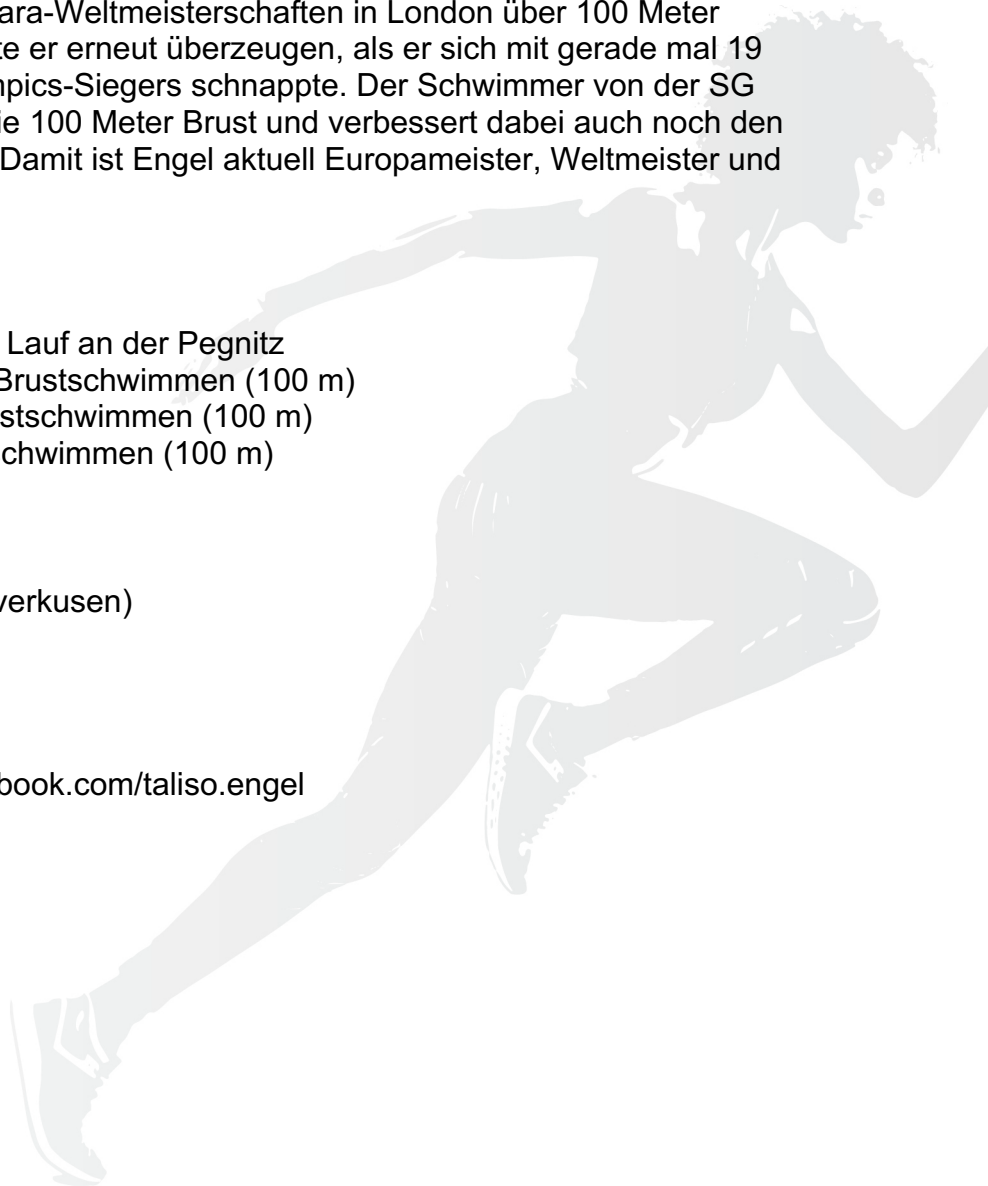 ara-Weltmeisterschaften in London über 100 Meter
te er erneut überzeugen, als er sich mit gerade mal 19
mpics-Siegers schnappte. Der Schwimmer von der SG
ie 100 Meter Brust und verbessert dabei auch noch den
Damit ist Engel aktuell Europameister, Weltmeister und
Lauf an der Pegnitz
Brustschwimmen (100 m)
stschwimmen (100 m)
chwimmen (100 m)
verkusen)
book.com/taliso.engel